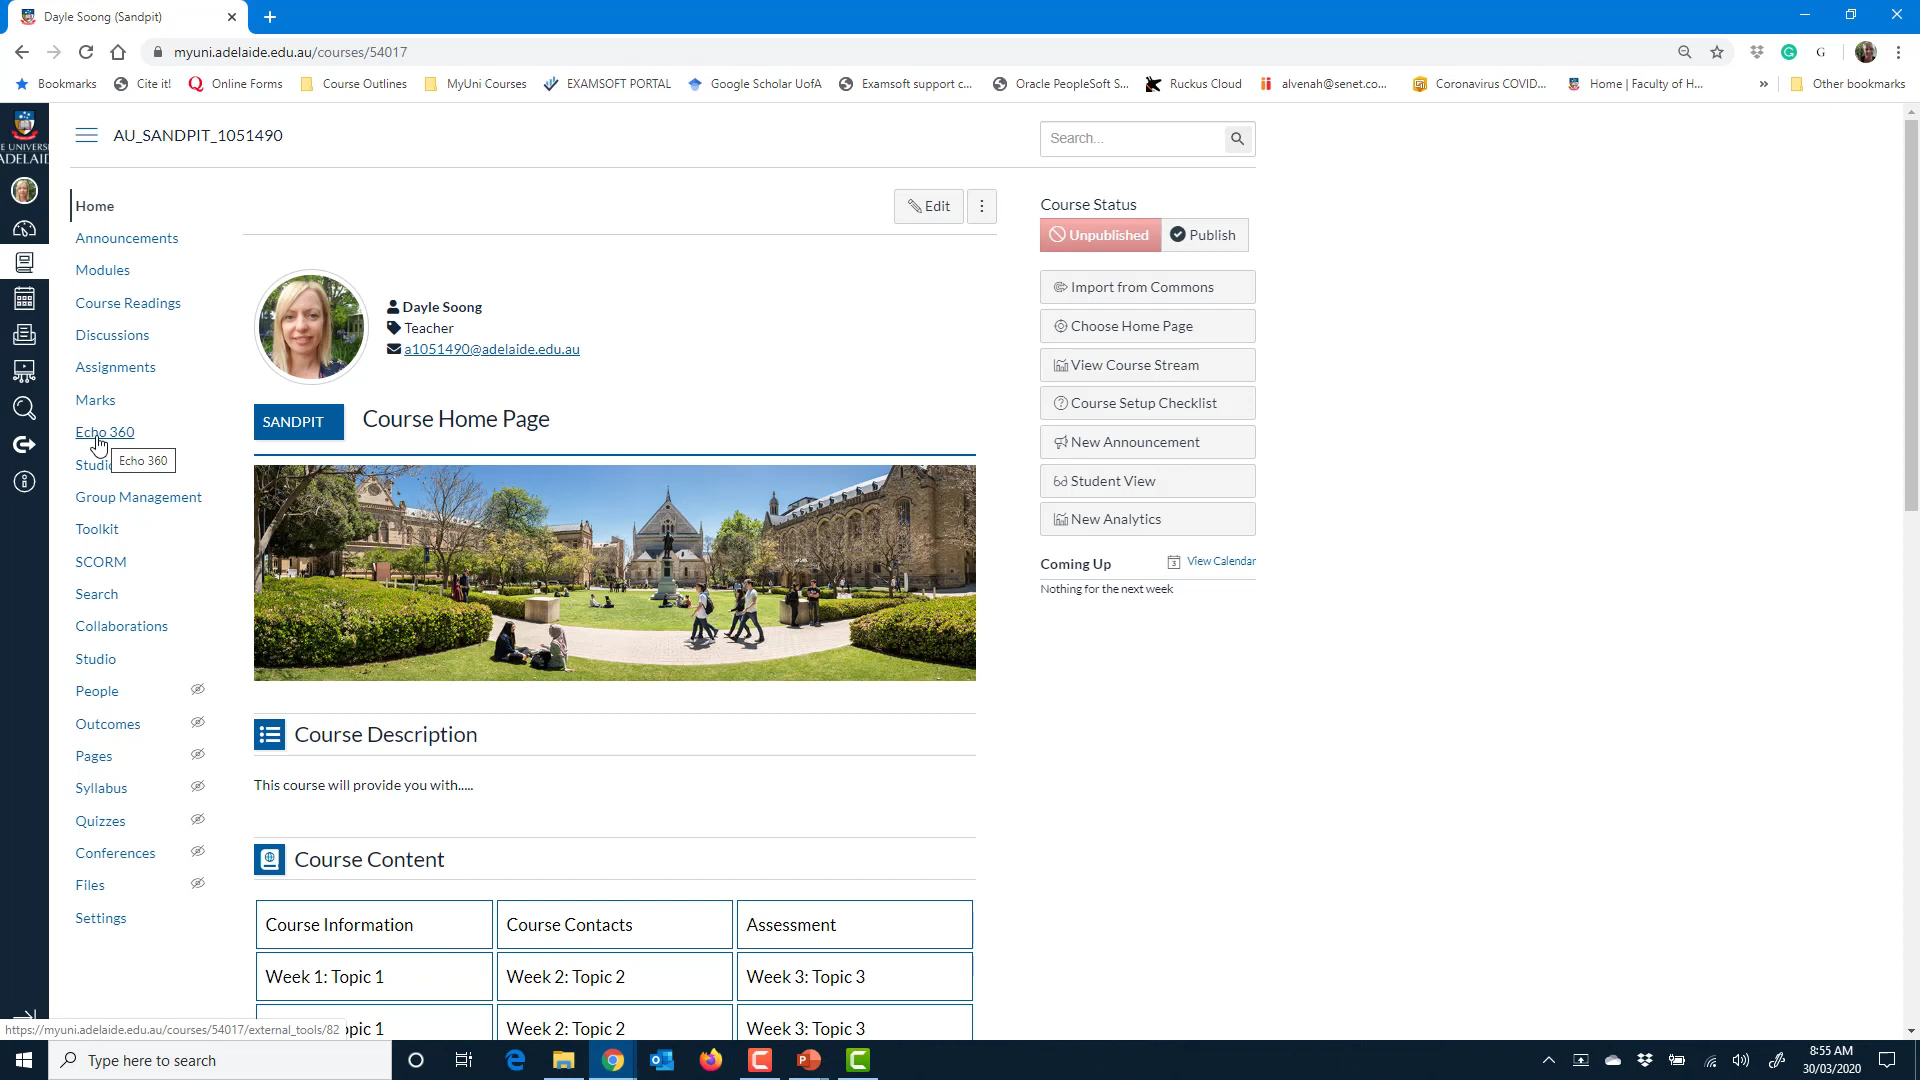 Dayle Soong (Sandpit)
myuni.adelaide.edu.au/courses/54017
G
Bookmarks
Cite it!
Online Forms
Course Outlines
MyUni Courses
EXAMSOFT PORTAL
Google Scholar UofA
Examsoft support c...
Oracle PeopleSoft S...
Ruckus Cloud
alvenah@senet.co...
Coronavirus COVID...
Home | Faculty of H...
»
Other bookmarks
E UNIVERS
ADELAID
AU_SANDPIT_1051490
Search...
Home
Announcements
Modules
Course Readings
Discussions
Assignments
Marks
Echo 360
Echo 360
Group Management
Toolkit
SCORM
Search
Collaborations
Studio
People
Outcomes
Pages
Syllabus
Quizzes
Conferences
Files
Settings
Edit
Dayle Soong
Teacher
a1051490@adelaide.edu.au
SANDPIT
Course Home Page
Course Description
This course will provide you with.....
Course Content
Course Information
Course Contacts
Assessment
Week 1: Topic 1
Week 2: Topic 2
Week 3: Topic 3
opic 1
Week 2: Topic 2
Week 3: Topic 3
Course Status
Unpublished
Publish
Import from Commons
Choose Home Page
View Course Stream
Course Setup Checklist
New Announcement
Student View
New Analytics
Coming Up
View Calendar
Nothing for the next week
https://myuni.adelaide.edu.au/courses/54017/external_tools/82
Type here to search
8:55 AM
30/03/2020